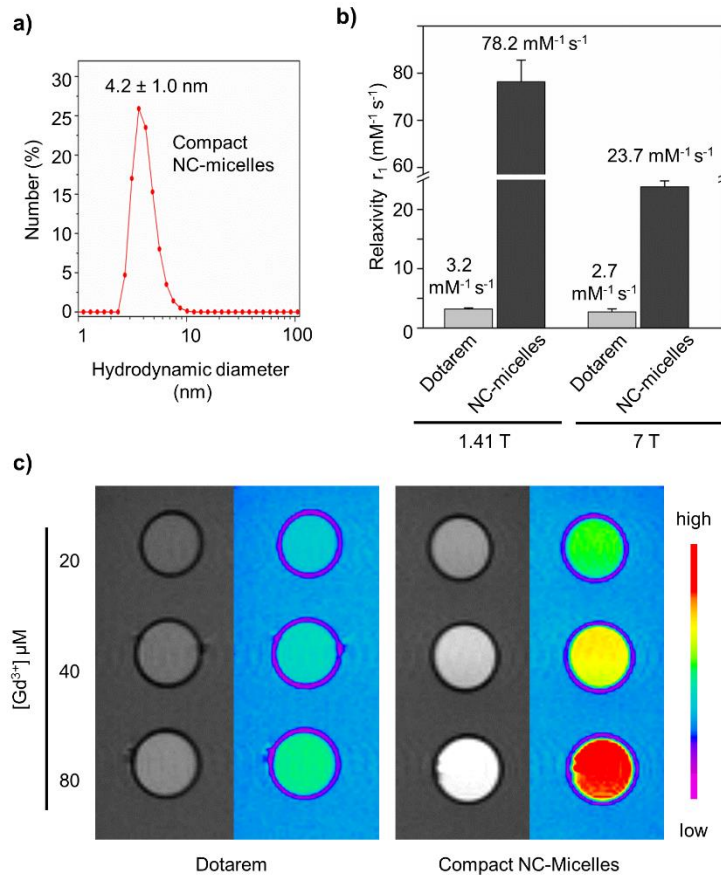 a)
30
25
20
15
10
5
0
Number (%)
4.2 ± 1.0 nm
Compact
NC-micelles
1
10
100
Hydrodynamic diameter
(nm)
b)
80
70
60
20
10
0
Relaxivity r₁ (mM⁻¹ s⁻¹)
78.2 mM⁻¹ s⁻¹
23.7 mM⁻¹ s⁻¹
3.2
mM⁻¹ s⁻¹
2.7
mM⁻¹ s⁻¹
Dotarem
NC-micelles
Dotarem
NC-micelles
1.41 T
7 T
c)
[Gd³⁺] µM
20
40
80
high
low
Dotarem
Compact NC-Micelles